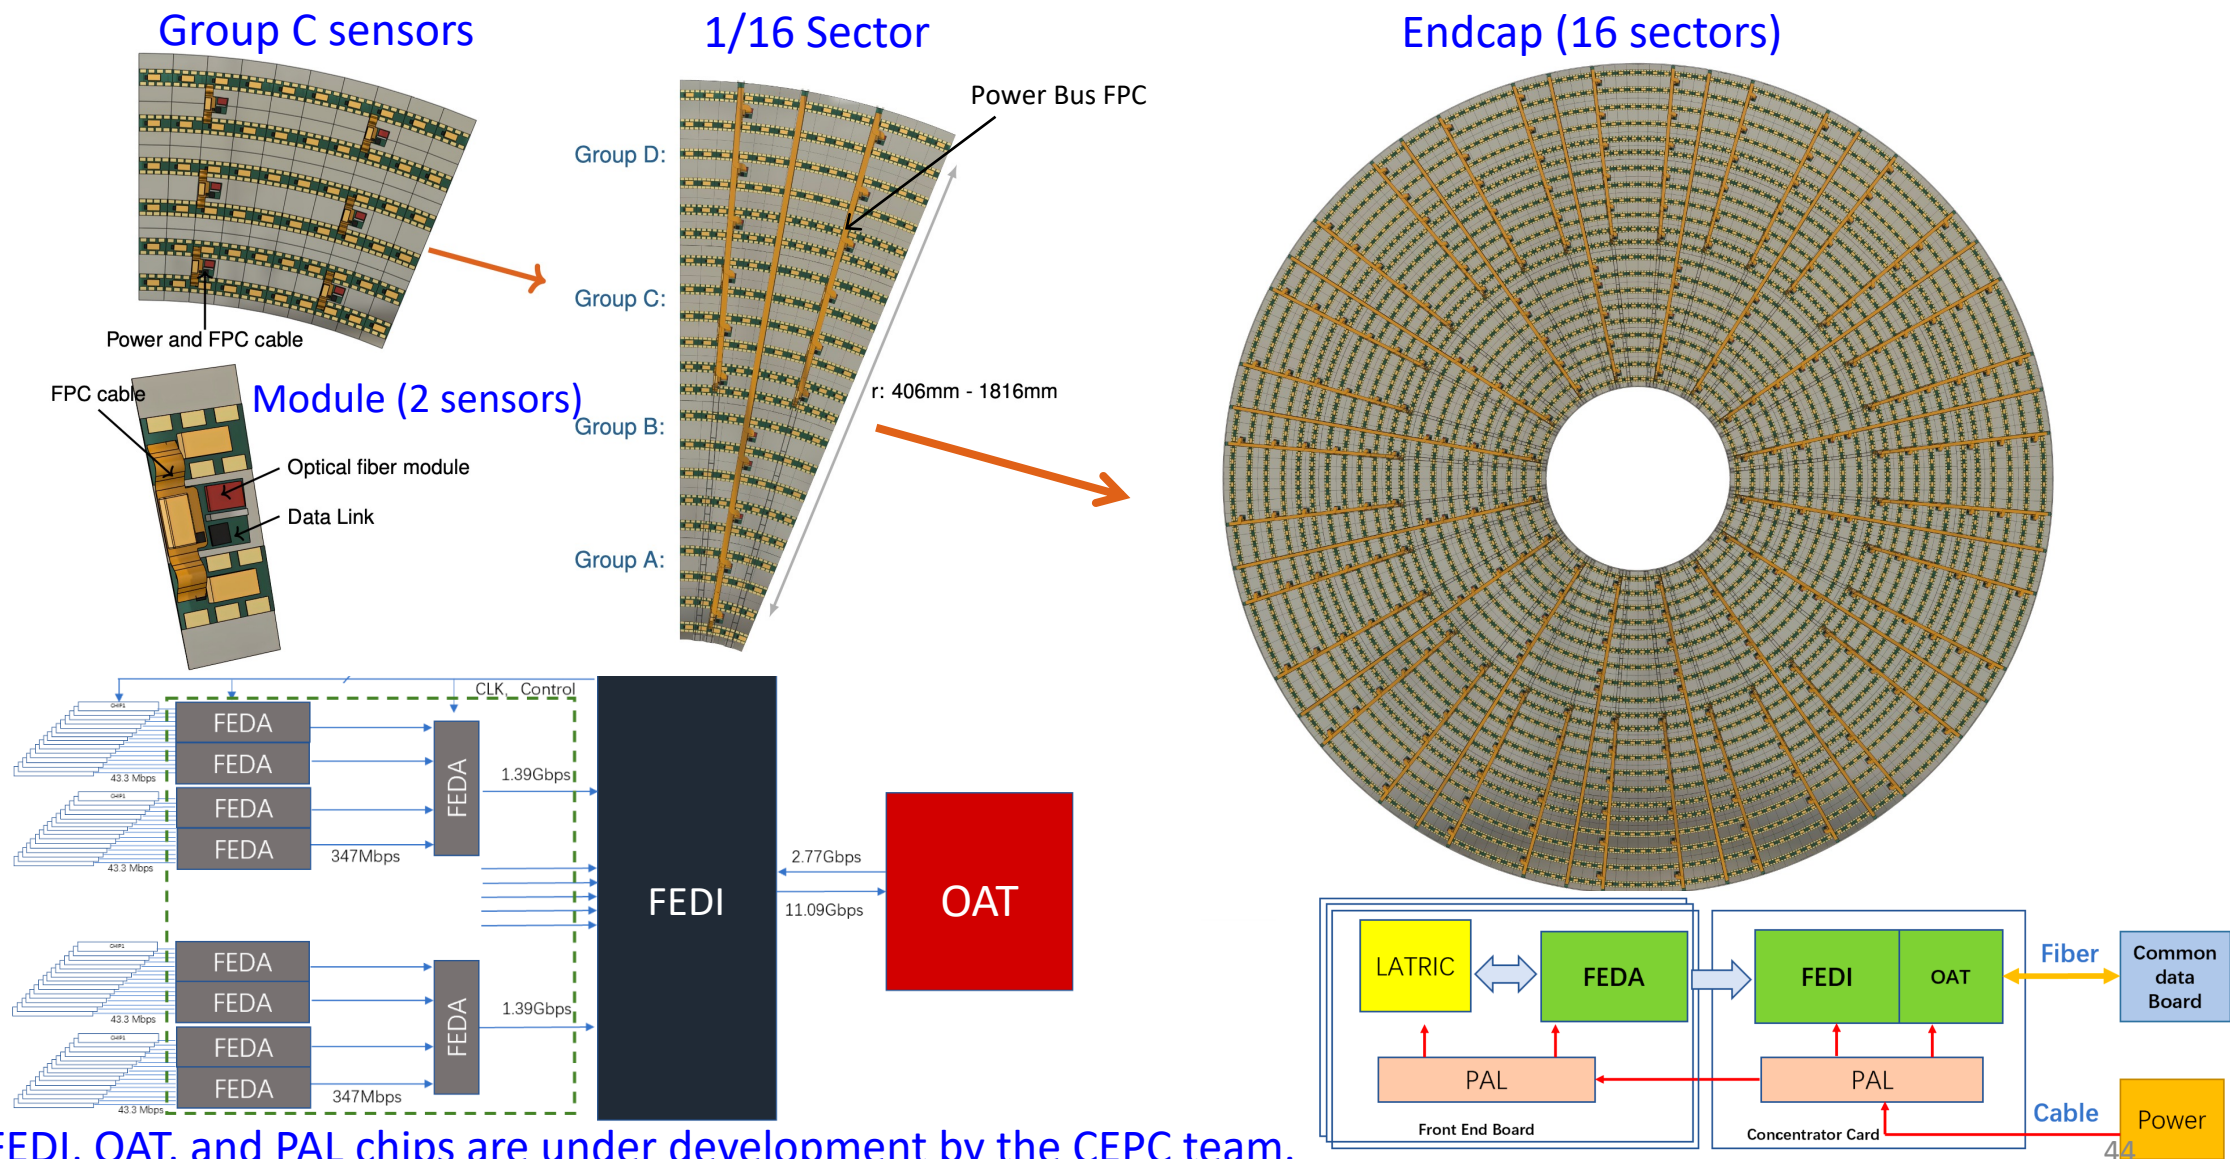 Group C sensors
1/16 Sector
Endcap (16 sectors)
Power Bus FPC
Group D:
Group C:
Group B:
Group A:
r: 406mm - 1816mm
Power and FPC cable
FPC cable
Module (2 sensors)
Optical fiber module
Data Link
CLK, Control
CHIP1
FEDA
FEDA
43.3 Mbps
CHIP1
FEDA
FEDA
43.3 Mbps
347Mbps
FEDA
1.39Gbps
CHIP1
FEDA
FEDA
43.3 Mbps
CHIP1
FEDA
FEDA
43.3 Mbps
347Mbps
FEDA
1.39Gbps
FEDI
2.77Gbps
11.09Gbps
OAT
LATRIC
FEDA
PAL
Front End Board
FEDI
OAT
PAL
Concentrator Card
Fiber
Common
data
Board
Cable
Power
FEDI, OAT, and PAL chips are under development by the CEPC team.
44